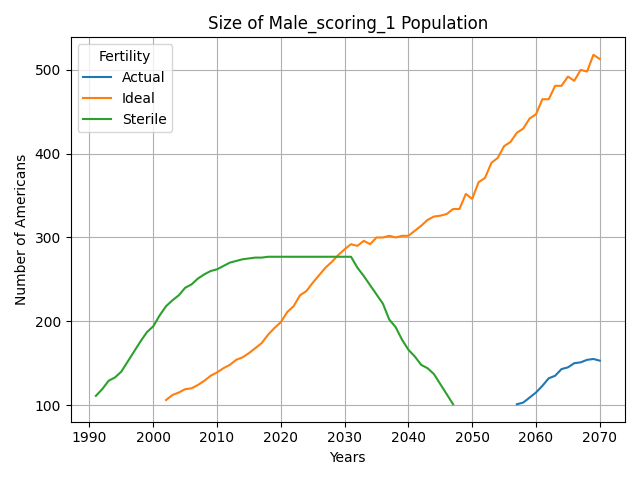 Size of Male_scoring_1 Population
Fertility
Actual
Ideal
Sterile
Number of Americans
500
400
300
200
100
1990 2000 2010 2020 2030 2040 2050 2060 2070
Years